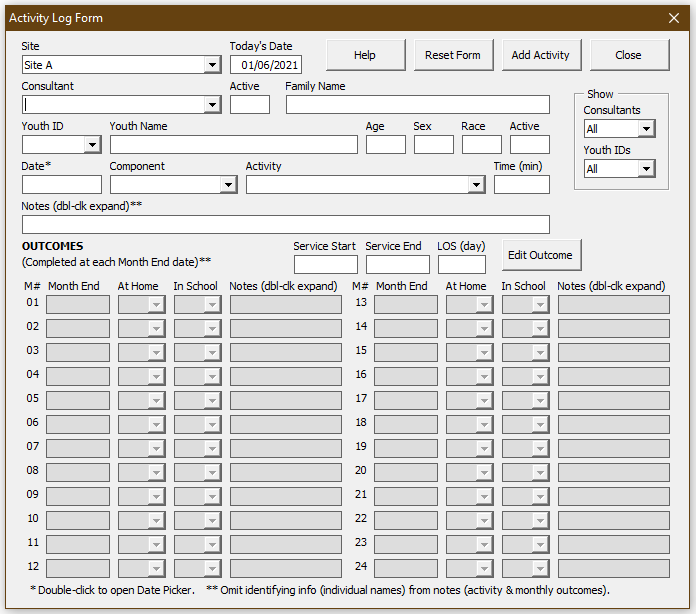 Activity Log Form
Site
Today's Date
Site A
01/06/2021
Help
Reset Form
Add Activity
Close
Consultant
Active
Family Name
Show
Consultants
All
Youth IDs
All
Youth ID
Youth Name
Age
Sex
Race
Active
Date*
Component
Activity
Time (min)
Notes (dbl-clk expand)**
OUTCOMES
(Completed at each Month End date)**
Service Start
Service End
LOS (day)
Edit Outcome
M# Month End At Home In School Notes (dbl-clk expand) M# Month End At Home In School Notes (dbl-clk expand)
01 13
02 14
03 15
04 16
05 17
06 18
07 19
08 20
09 21
10 22
11 23
12 24
* Double-click to open Date Picker. ** Omit identifying info (individual names) from notes (activity & monthly outcomes).